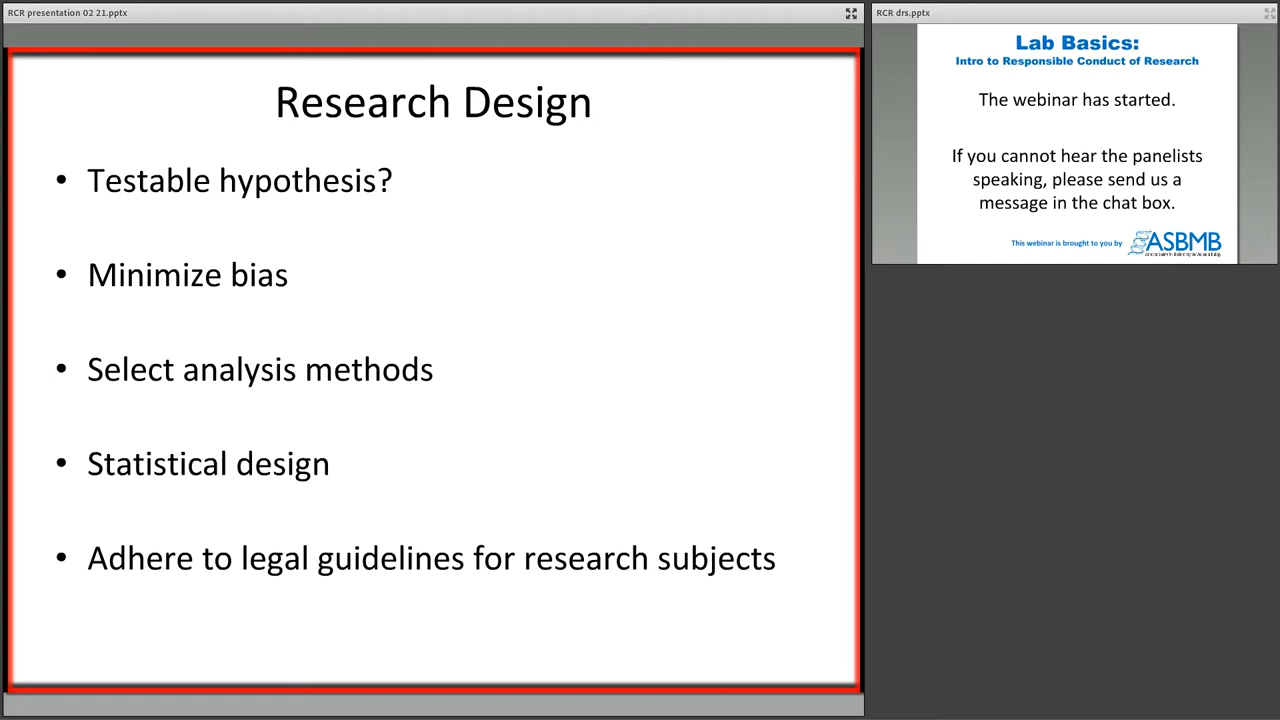 RCR presentation 02 21.pptx
Research Design
• Testable hypothesis?
• Minimize bias
• Select analysis methods
• Statistical design
• Adhere to legal guidelines for research subjects
RCR drs.pptx
Lab Basics:
Intro to Responsible Conduct of Research
The webinar has started.
If you cannot hear the panelists
speaking, please send us a
message in the chat box.
This webinar is brought to you by
ASBMB